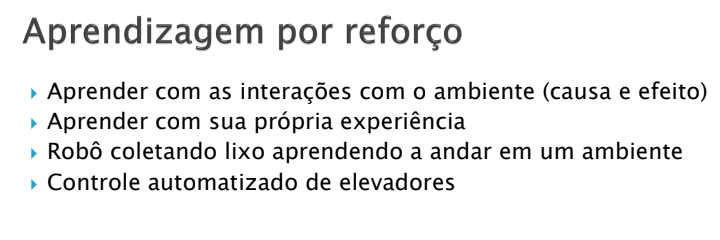 Aprendizagem por reforço
Aprender com as interações com o ambiente (causa e efeito)
Aprender com sua própria experiência
Robô coletando lixo aprendendo a andar em um ambiente
Controle automatizado de elevadores